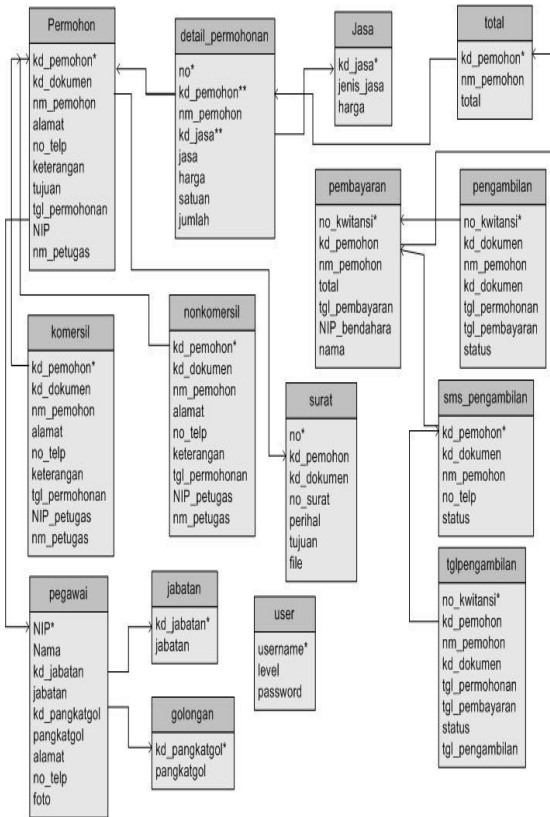 Permohon
kd_pemohon*
kd_dokumen
nm_pemohon
alamat
no_telp
keterangan
tujuan
tgl_permohonan
NIP
nm_petugas
detail_permohonan
no*
kd_pemohon**
nm_pemohon
kd_jasa**
jasa
harga
satuan
jumlah
Jasa
kd_jasa*
jenis_jasa
harga
total
kd_pemohon*
nm_pemohon
total
pembayaran
no_kwitansi*
kd_pemohon
nm_pemohon
total
tgl_pembayaran
NIP_bendahara
nama
pengambilan
no_kwitansi*
kd_dokumen
nm_pemohon
kd_dokumen
tgl_permohonan
tgl_pembayaran
status
komersil
kd_pemohon*
kd_dokumen
nm_pemohon
alamat
no_telp
keterangan
tgl_permohonan
NIP_petugas
nm_petugas
nonkomersil
kd_pemohon*
kd_dokumen
nm_pemohon
alamat
no_telp
keterangan
tgl_permohonan
NIP_petugas
nm_petugas
surat
no*
kd_pemohon
kd_dokumen
no_surat
perihal
tujuan
file
sms_pengambilan
kd_pemohon*
kd_dokumen
nm_pemohon
no_telp
status
pegawai
NIP*
Nama
kd_jabatan
jabatan
kd_pangkatgol
pangkatgol
alamat
no_telp
foto
jabatan
kd_jabatan*
jabatan
golongan
kd_pangkatgol*
pangkatgol
user
username*
level
password
tglpengambilan
no_kwitansi*
kd_pemohon
nm_pemohon
kd_dokumen
tgl_permohonan
tgl_pembayaran
status
tgl_pengambilan